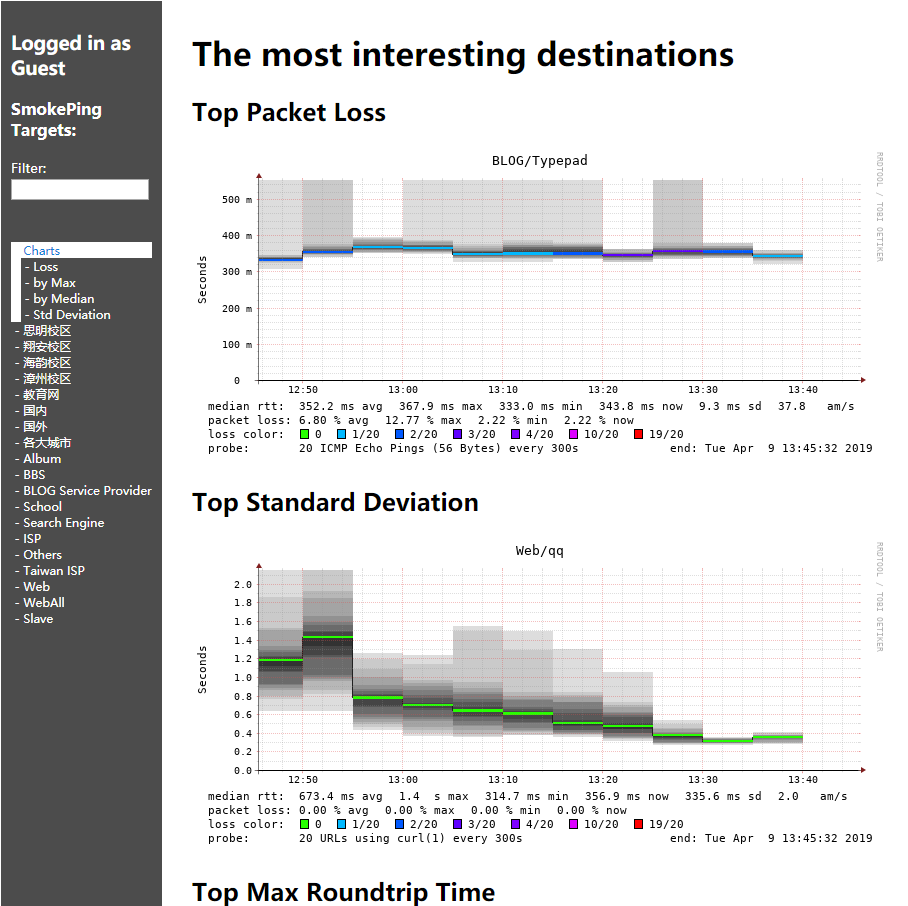 Logged in as
Guest
SmokePing
Targets:
Filter:
Charts
- Loss
- by Max
- by Median
- Std Deviation
- 思明校区
- 翔安校区
- 海韵校区
- 漳州校区
- 教育网
- 国内
- 国外
- 各大城市
- Album
- BBS
- BLOG Service Provider
- School
- Search Engine
- ISP
- Others
- Taiwan ISP
- Web
- WebAll
- Slave
The most interesting destinations
Top Packet Loss
BLOG/Typepad
RRDTOOL / TOBI OETIKER
Seconds
500 m
400 m
300 m
200 m
100 m
0
12:50 13:00 13:10 13:20 13:30 13:40
median rtt: 352.2 ms avg 367.9 ms max 333.0 ms min 343.8 ms now 9.3 ms sd 37.8 am/s
packet loss: 6.80 % avg 12.77 % max 2.22 % min 2.22 % now
loss color: 0 1/20 2/20 3/20 4/20 10/20 19/20
probe: 20 ICMP Echo Pings (56 Bytes) every 300s end: Tue Apr 9 13:45:32 2019
Top Standard Deviation
Web/qq
RRDTOOL / TOBI OETIKER
Seconds
2.0
1.8
1.6
1.4
1.2
1.0
0.8
0.6
0.4
0.2
0.0
12:50 13:00 13:10 13:20 13:30 13:40
median rtt: 673.4 ms avg 1.4 s max 314.7 ms min 356.9 ms now 335.6 ms sd 2.0 am/s
packet loss: 0.00 % avg 0.00 % max 0.00 % min 0.00 % now
loss color: 0 1/20 2/20 3/20 4/20 10/20 19/20
probe: 20 URLs using curl(1) every 300s end: Tue Apr 9 13:45:32 2019
Top Max Roundtrip Time